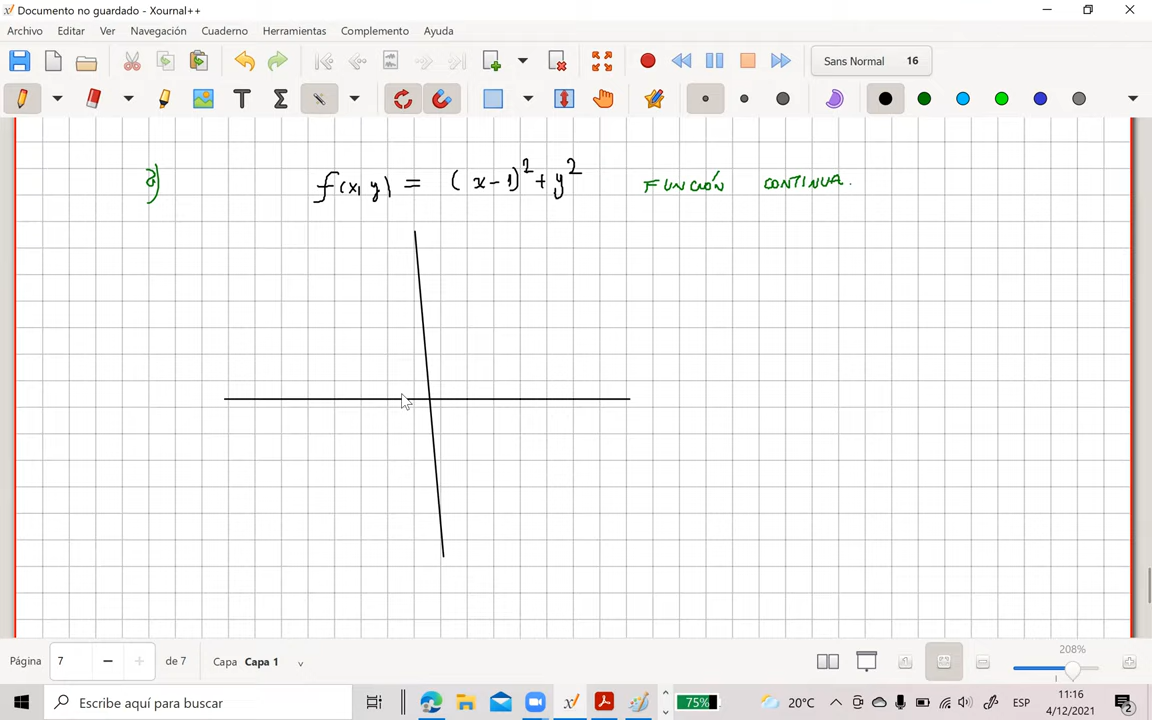 Documento no guardado - Xournal++
Archivo Editar Ver Navegación Cuaderno Herramientas Complemento Ayuda
Sans Normal 16
a) f(x, y) = (x-1)² + y² FUNCIÓN CONTINUA.
Página 7 de 7 Capa Capa 1 208%
Escribe aquí para buscar 75% 20°C ESP 11:16
4/12/2021 2